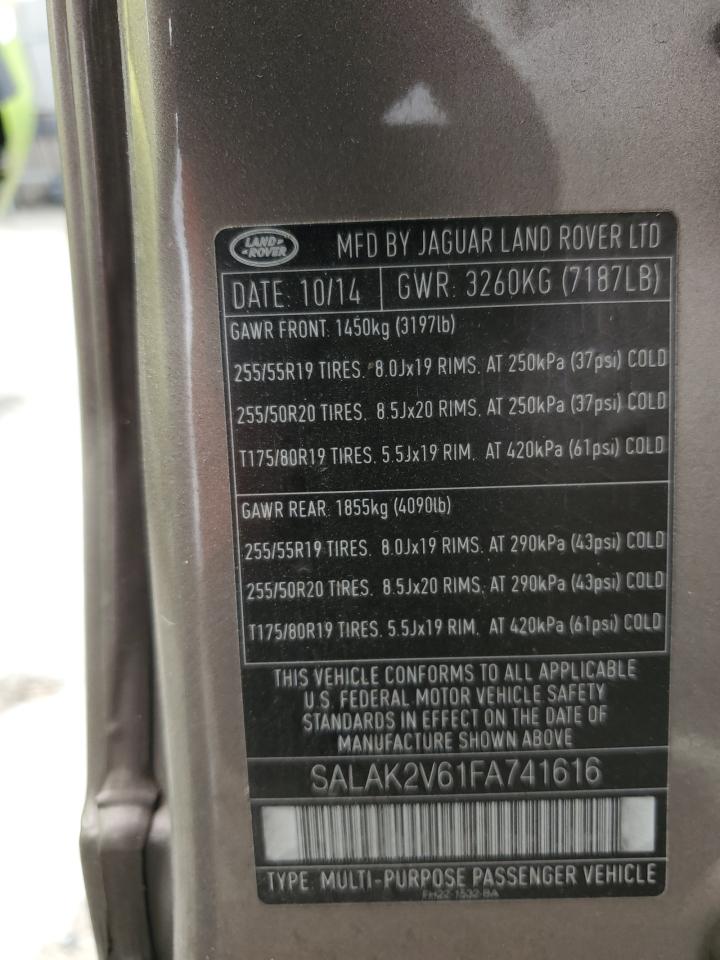 LAND ROVER MFD BY JAGUAR LAND ROVER LTD
DATE: 10/14 GWR: 3260KG (7187LB)
GAWR FRONT: 1450kg (3197lb)
255/55R19 TIRES. 8.0Jx19 RIMS. AT 250kPa (37psi) COLD
255/50R20 TIRES. 8.5Jx20 RIMS. AT 250kPa (37psi) COLD
T175/80R19 TIRES. 5.5Jx19 RIM. AT 420kPa (61psi) COLD
GAWR REAR: 1855kg (4090lb)
255/55R19 TIRES. 8.0Jx19 RIMS. AT 290kPa (43psi) COLD
255/50R20 TIRES. 8.5Jx20 RIMS. AT 290kPa (43psi) COLD
T175/80R19 TIRES. 5.5Jx19 RIM. AT 420kPa (61psi) COLD
THIS VEHICLE CONFORMS TO ALL APPLICABLE
U.S. FEDERAL MOTOR VEHICLE SAFETY
STANDARDS IN EFFECT ON THE DATE OF
MANUFACTURE SHOWN ABOVE
SALAK2V61FA741616
TYPE: MULTI-PURPOSE PASSENGER VEHICLE
FH22-1532-BA